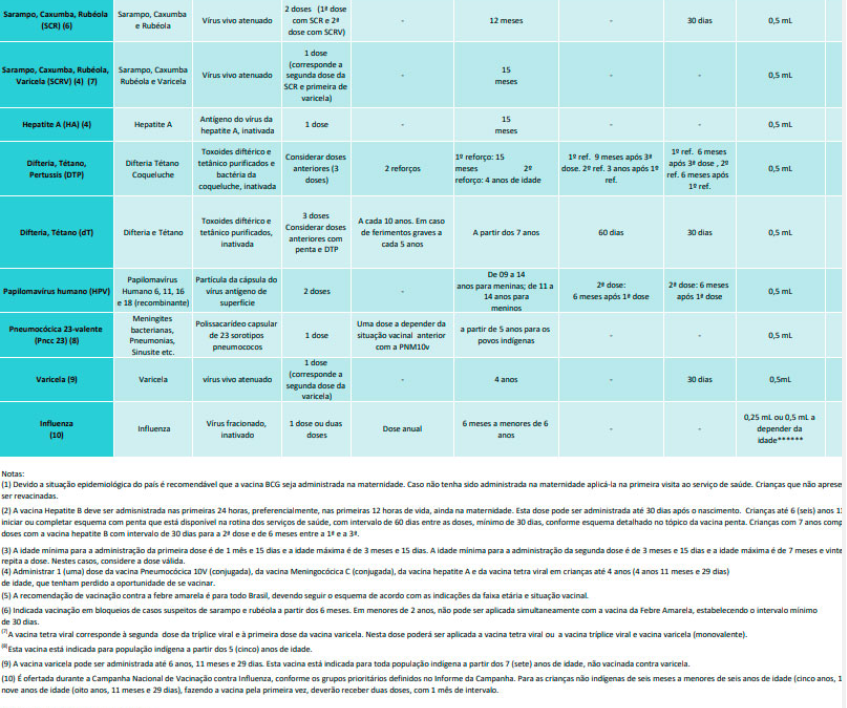 Sarampo, Caxumba, Rubéola (SCR) (6)
Sarampo, Caxumba e Rubéola
Vírus vivo atenuado
2 doses (1ª dose com SCR e 2ª dose com SCRV)
-
12 meses
-
30 dias
0,5 mL
Sarampo, Caxumba, Rubéola, Varicela (SCRV) (4) (7)
Sarampo, Caxumba Rubéola e Varicela
Vírus vivo atenuado
1 dose (corresponde a segunda dose da SCR e primeira de varicela)
-
15 meses
-
-
0,5 mL
Hepatite A (HA) (4)
Hepatite A
Antígeno do vírus da hepatite A, inativada
1 dose
-
15 meses
-
-
0,5 mL
Difteria, Tétano, Pertussis (DTP)
Difteria Tétano Coqueluche
Toxoides diftérico e tetânico purificados e bactéria da coqueluche, inativada
Considerar doses anteriores (3 doses)
2 reforços
1º reforço: 15 meses 2º reforço: 4 anos de idade
1º ref. 9 meses após 3ª dose. 2º ref. 3 anos após 1º ref.
1º ref. 6 meses após 3ª dose , 2º ref. 6 meses após 1º ref.
0,5 mL
Difteria, Tétano (dT)
Difteria e Tétano
Toxoides diftérico e tetânico purificados, inativada
3 doses Considerar doses anteriores com penta e DTP
A cada 10 anos. Em caso de ferimentos graves a cada 5 anos
A partir dos 7 anos
60 dias
30 dias
0,5 mL
Papilomavírus humano (HPV)
Papilomavírus Humano 6, 11, 16 e 18 (recombinante)
Partícula da cápsula do vírus antígeno de superfície
2 doses
-
De 09 a 14 anos para meninas; de 11 a 14 anos para meninos
2ª dose: 6 meses após 1ª dose
2ª dose: 6 meses após 1ª dose
0,5 mL
Pneumocócica 23-valente (Pncc 23) (8)
Meningites bacterianas, Pneumonias, Sinusite etc.
Polissacarídeo capsular de 23 sorotipos pneumococos
1 dose
Uma dose a depender da situação vacinal anterior com a PNM10v
a partir de 5 anos para os povos indígenas
-
-
0,5 mL
Varicela (9)
Varicela
vírus vivo atenuado
1 dose (corresponde a segunda dose da varicela)
-
4 anos
-
30 dias
0,5mL
Influenza (10)
Influenza
Vírus fracionado, inativado
1 dose ou duas doses
Dose anual
6 meses a menores de 6 anos
-
-
0,25 mL ou 0,5 mL a depender da idade******
Notas:
(1) Devido a situação epidemiológica do país é recomendável que a vacina BCG seja administrada na maternidade. Caso não tenha sido administrada na maternidade aplicá-la na primeira visita ao serviço de saúde. Crianças que não aprese
ser revacinadas.
(2) A vacina Hepatite B deve ser admisnistrada nas primeiras 24 horas, preferencialmente, nas primeiras 12 horas de vida, ainda na maternidade. Esta dose pode ser administrada até 30 dias após o nascimento. Crianças até 6 (seis) anos 1
iniciar ou completar esquema com penta que está disponível na rotina dos serviços de saúde, com intervalo de 60 dias entre as doses, mínimo de 30 dias, conforme esquema detalhado no tópico da vacina penta. Crianças com 7 anos comp
doses com a vacina hepatite B com intervalo de 30 dias para a 2ª dose e de 6 meses entre a 1ª e a 3ª.
(3) A idade mínima para a administração da primeira dose é de 1 mês e 15 dias e a idade máxima é de 3 meses e 15 dias. A idade mínima para a administração da segunda dose é de 3 meses e 15 dias e a idade máxima é de 7 meses e vinte
repita a dose. Nestes casos, considere a dose válida.
(4) Administrar 1 (uma) dose da vacina Pneumocócica 10V (conjugada), da vacina Meningocócica C (conjugada), da vacina hepatite A e da vacina tetra viral em crianças até 4 anos (4 anos 11 meses e 29 dias)
de idade, que tenham perdido a oportunidade de se vacinar.
(5) A recomendação de vacinação contra a febre amarela é para todo Brasil, devendo seguir o esquema de acordo com as indicações da faixa etária e situação vacinal.
(6) Indicada vacinação em bloqueios de casos suspeitos de sarampo e rubéola a partir dos 6 meses. Em menores de 2 anos, não pode ser aplicada simultaneamente com a vacina da Febre Amarela, estabelecendo o intervalo mínimo
de 30 dias.
(7) A vacina tetra viral corresponde à segunda dose da tríplice viral e à primeira dose da vacina varicela. Nesta dose poderá ser aplicada a vacina tetra viral ou a vacina tríplice viral e vacina varicela (monovalente).
(8) Esta vacina está indicada para população indígena a partir dos 5 (cinco) anos de idade.
(9) A vacina varicela pode ser administrada até 6 anos, 11 meses e 29 dias. Esta vacina está indicada para toda população indígena a partir dos 7 (sete) anos de idade, não vacinada contra varicela.
(10) É ofertada durante a Campanha Nacional de Vacinação contra Influenza, conforme os grupos prioritários definidos no Informe da Campanha. Para as crianças não indígenas de seis meses a menores de seis anos de idade (cinco anos, 1
nove anos de idade (oito anos, 11 meses e 29 dias), fazendo a vacina pela primeira vez, deverão receber duas doses, com 1 mês de intervalo.